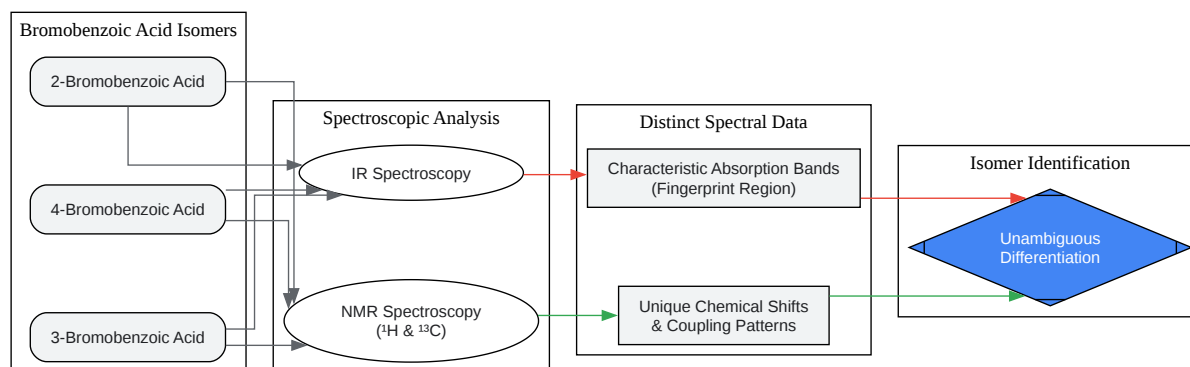 Bromobenzoic Acid Isomers
2-Bromobenzoic Acid
4-Bromobenzoic Acid
3-Bromobenzoic Acid
Spectroscopic Analysis
IR Spectroscopy
NMR Spectroscopy
(¹H & ¹³C)
Distinct Spectral Data
Characteristic Absorption Bands
(Fingerprint Region)
Unique Chemical Shifts
& Coupling Patterns
Isomer Identification
Unambiguous
Differentiation